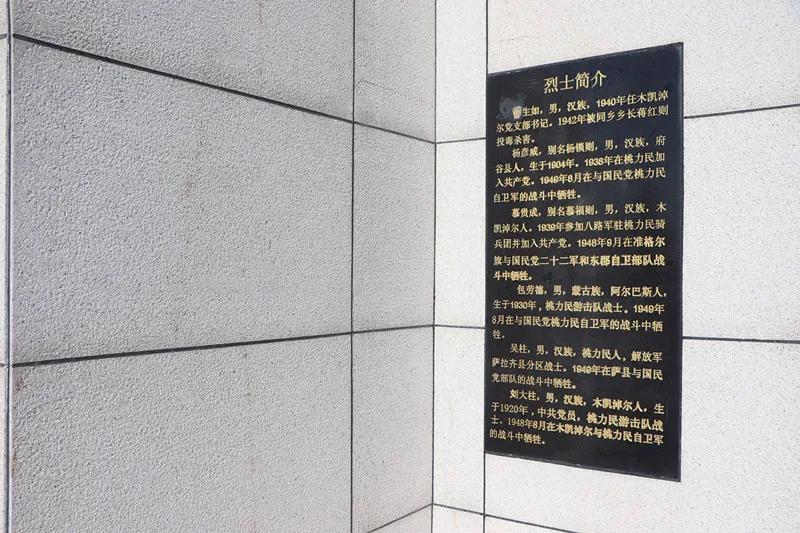 烈士简介
生如，男，汉族，1940年任木凯淖
尔党支部书记。1942年被同乡乡长蒋红则
投毒杀害。
杨彦威，别名杨锁则，男，汉族，府
谷县人，生于1904年。1938年在桃力民加
入共产党。1949年8月在与国民党桃力民
自卫军的战斗中牺牲。
慕贵成，别名慕福则，男，汉族，木
凯淖尔人。1939年参加八路军驻桃力民骑
兵团并加入共产党。1948年9月在准格尔
旗与国民党二十二军和东郡自卫部队战
斗中牺牲。
包劳德，男，蒙古族，阿尔巴斯人，
生于1930年，桃力民游击队战士。1949年
8月在与国民党桃力民自卫军的战斗中牺
牲。
吴柱，男，汉族，桃力民人，解放军
萨拉齐县分区战士。1949年在萨县与国民
党部队的战斗中牺牲。
刘大柱，男，汉族，木凯淖尔人，生
于1920年，中共党员，桃力民游击队战
士。1948年8月在木凯淖尔与桃力民自卫军
的战斗中牺牲。